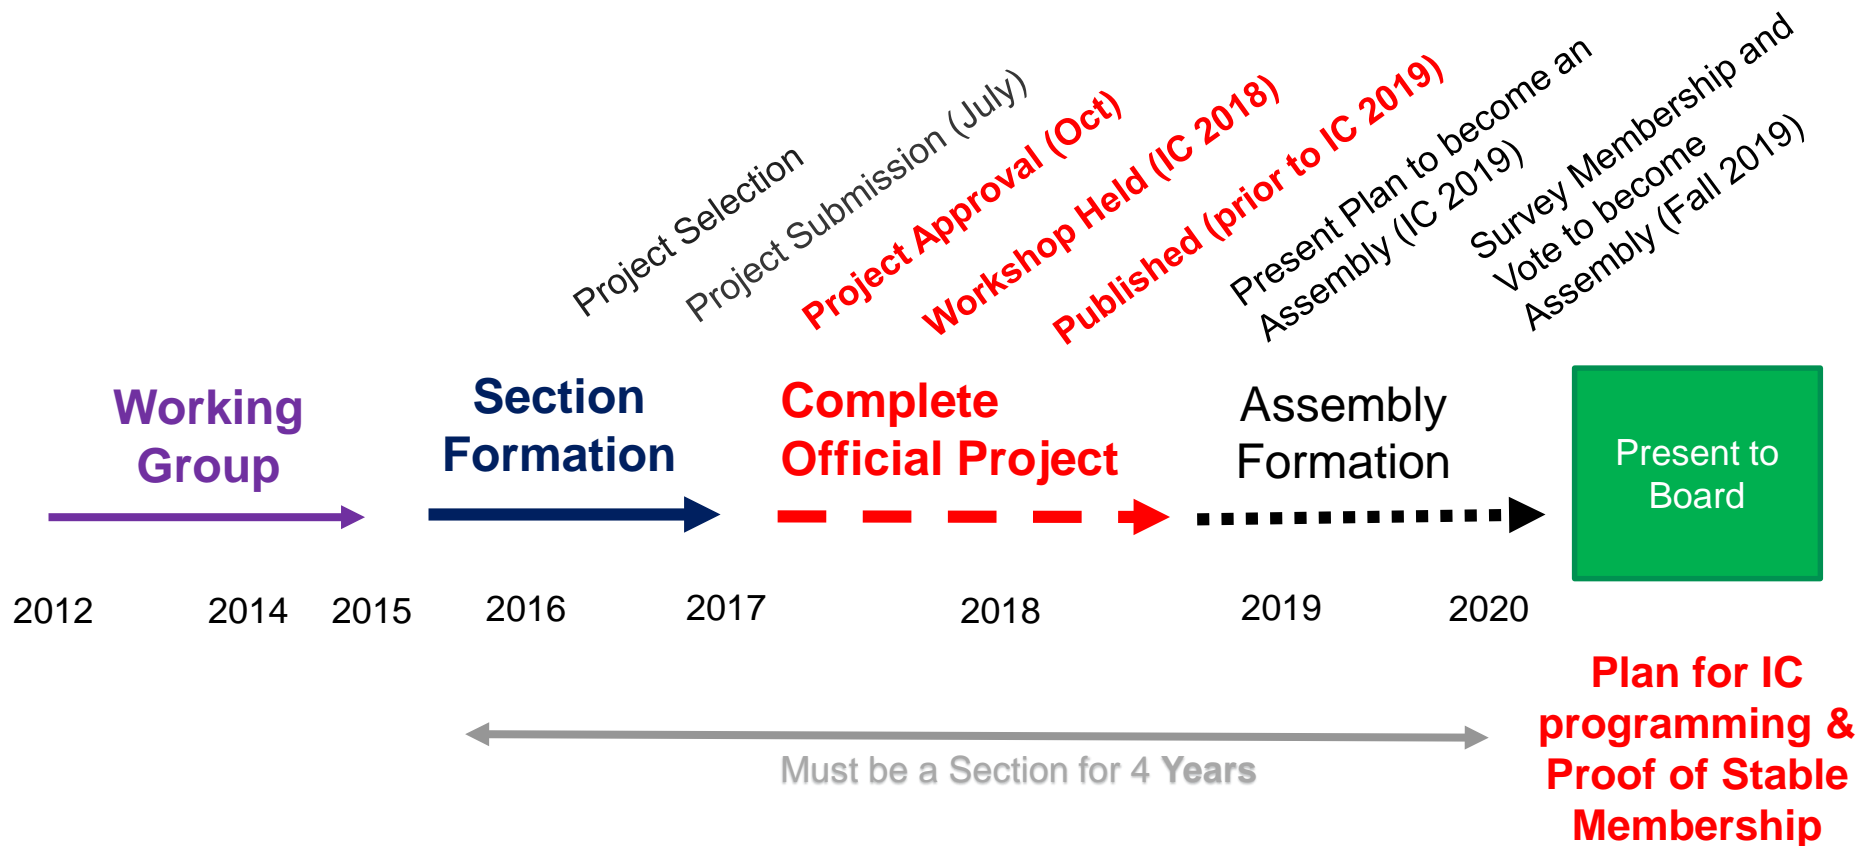 Project Selection
Project Submission (July)
Project Approval (Oct)
Workshop Held (IC 2018)
Published (prior to IC 2019)
Present Plan to become an
Assembly (IC 2019)
Survey Membership and
Vote to become
Assembly (Fall 2019)
Working
Group
Section
Formation
Complete
Official Project
Assembly
Formation
Present to
Board
2012
2014
2015
2016
2017
2018
2019
2020
Must be a Section for 4 Years
Plan for IC
programming &
Proof of Stable
Membership